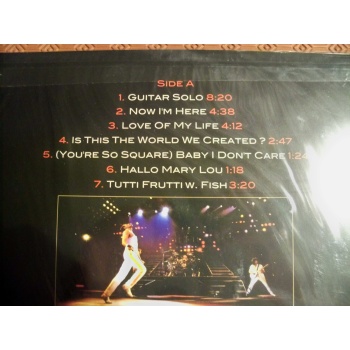 SIDE A
1. GUITAR SOLO 8:20
2. NOW I'M HERE 4:38
3. LOVE OF MY LIFE 4:12
4. IS THIS THE WORLD WE CREATED ? 2:47
5. (YOU'RE SO SQUARE) BABY I DON'T CARE 1:24
6. HALLO MARY LOU 1:18
7. TUTTI FRUTTI W. FISH 3:20